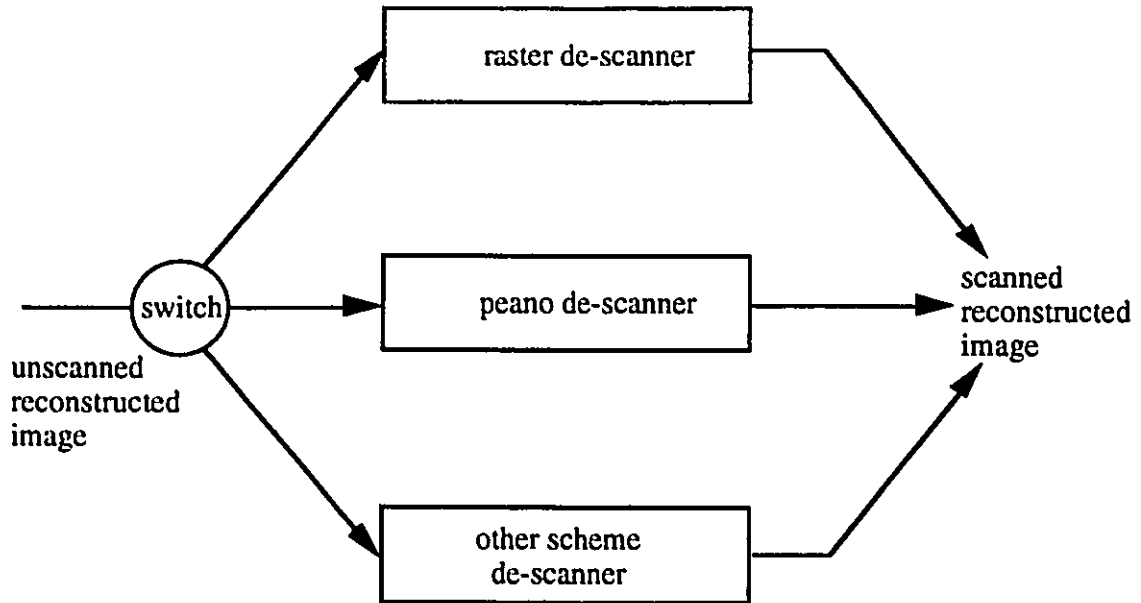 raster de-scanner
switch
peano de-scanner
scanned
reconstructed
image
unscanned
reconstructed
image
other scheme
de-scanner